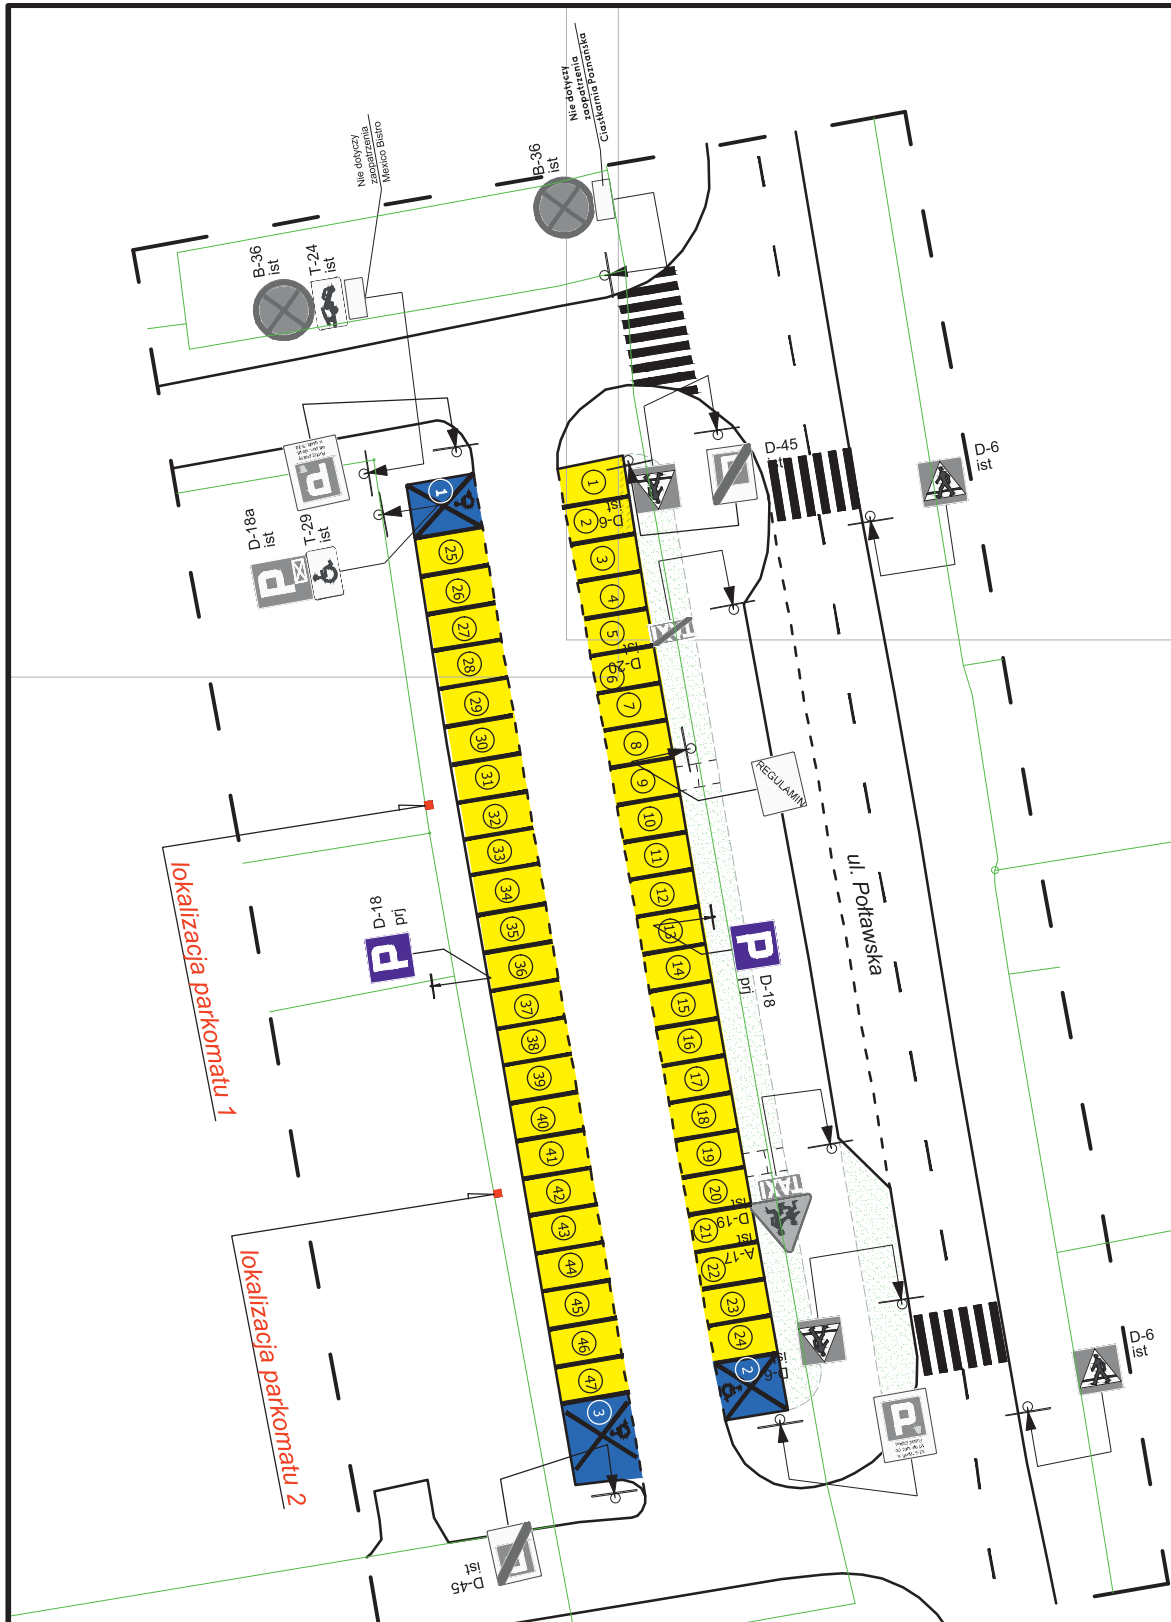 Nie dotyczy
zaopatrzenia
Ciastkarnia Poznańska
B-36
ist
Nie dotyczy
zaopatrzenia
Mexico Bistro
B-36
ist
T-24
ist
D-18a
ist
T-29
ist
P
P
D-45
D-6
ist
D-6
ist
1
25
26
27
28
29
30
31
32
33
34
35
36
37
38
39
40
41
42
43
44
45
46
47
3
1
2
3
4
5
6
7
8
9
10
11
12
13
14
15
16
17
18
19
20
21
22
23
24
2
D-29
REGULAMIN
ul. Połtawska
lokalizacja parkomatu 1
D-18
prj
P
P
D-18
prj
lokalizacja parkomatu 2
TAXI
ist
D-19
ist
A-17
ist
D-6
D-6
ist
P
D-45
ist